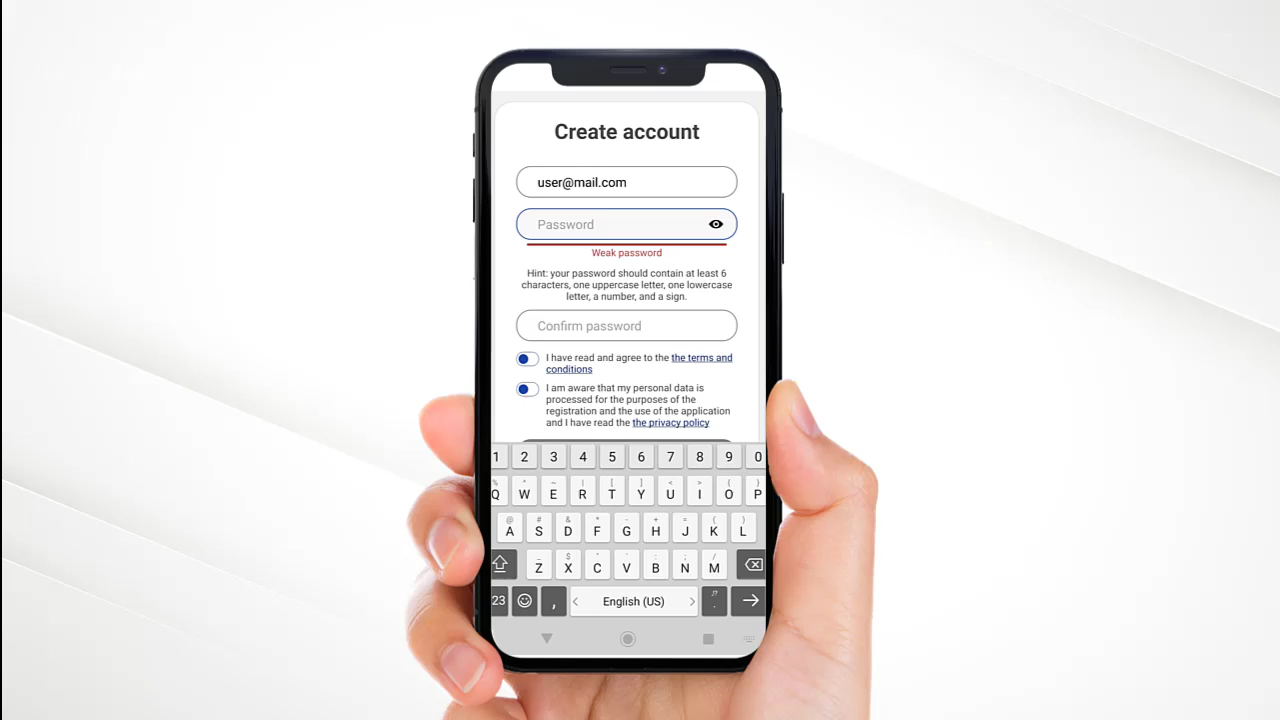 Create account
user@mail.com
Password
Weak password
Hint: your password should contain at least 6
characters, one uppercase letter, one lowercase
letter, a number, and a sign.
Confirm password
I have read and agree to the the terms and
conditions
I am aware that my personal data is
processed for the purposes of the
registration and the use of the application
and I have read the the privacy policy
1 2 3 4 5 6 7 8 9 0
% ^ ~ | [ ] < > { }
Q W E R T Y U I O P
@ # & * - + = ( )
A S D F G H J K L
_ $ " ' : ; /
Z X C V B N M
23 , < English (US) > !? .